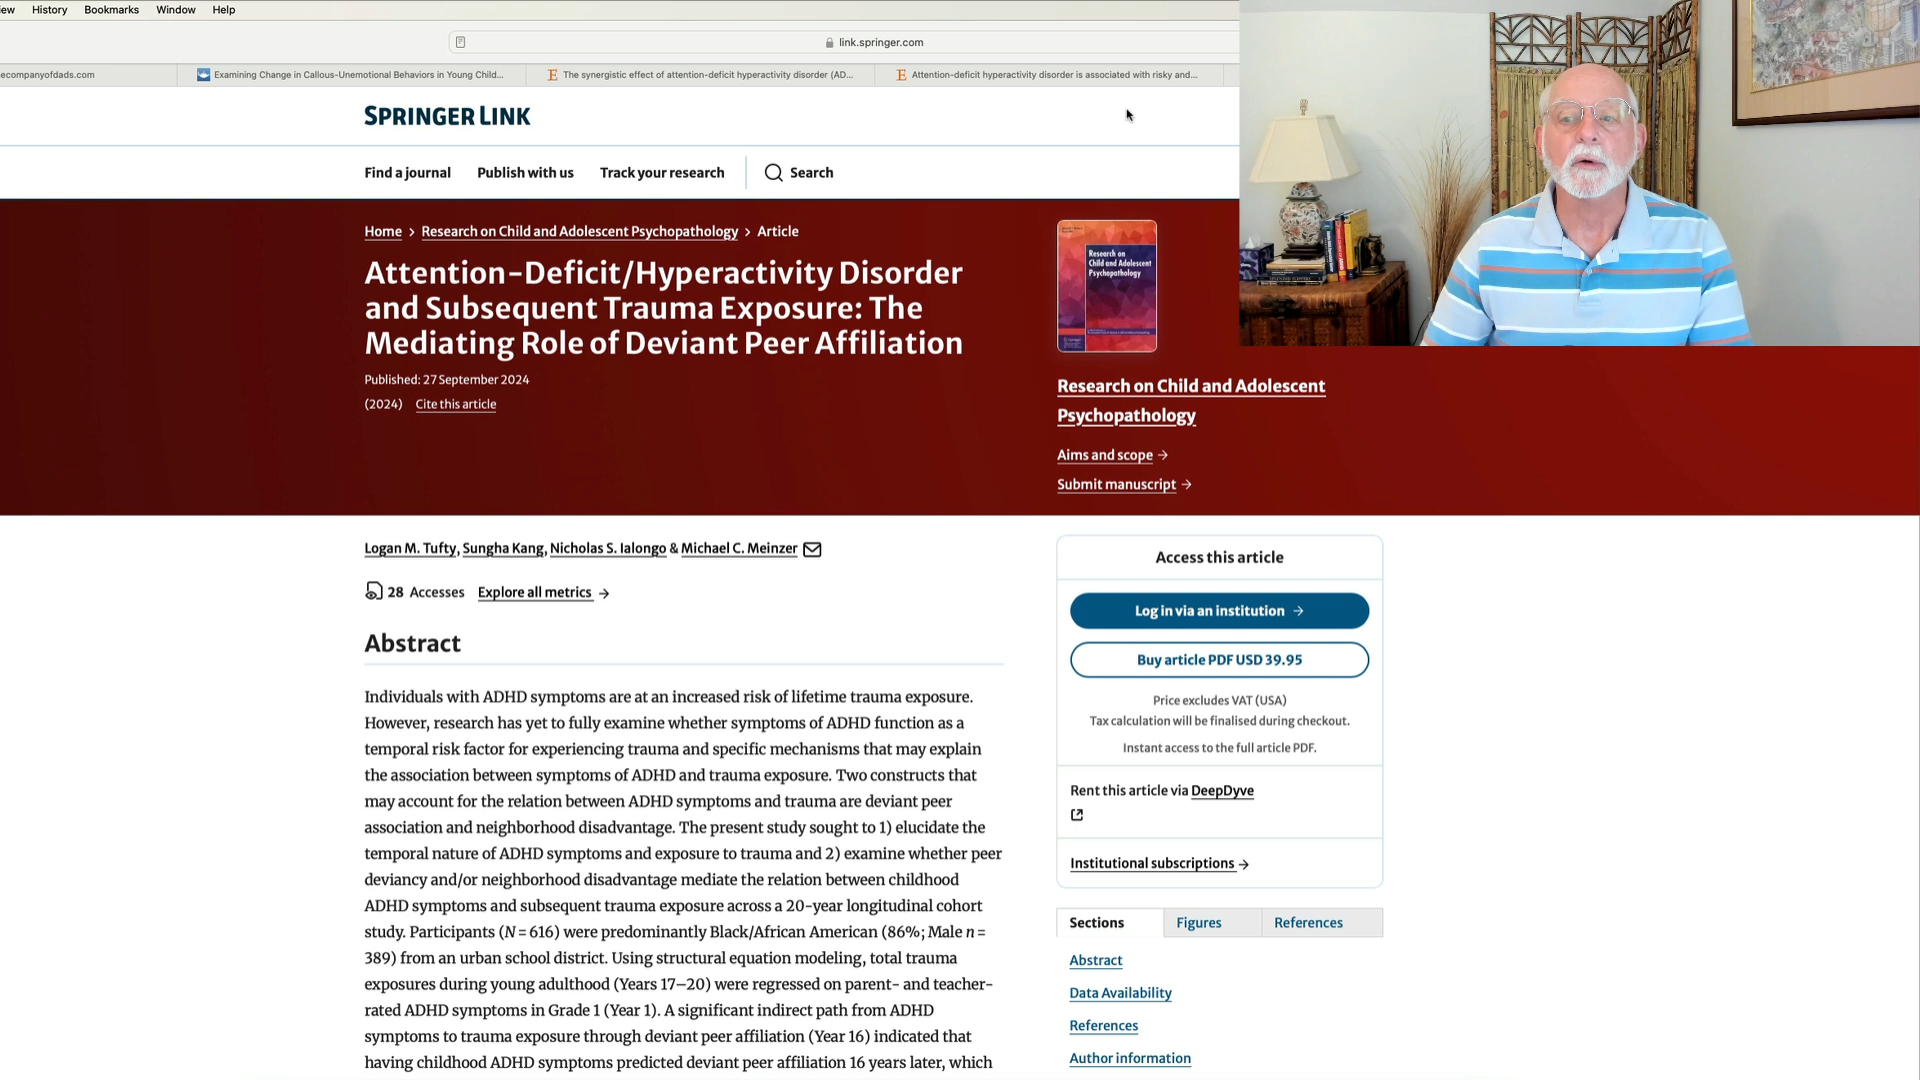 ew History Bookmarks Window Help
link.springer.com
ecompanyofdads.com
Examining Change in Callous-Unemotional Behaviors in Young Child...
The synergistic effect of attention-deficit hyperactivity disorder (AD...
Attention-deficit hyperactivity disorder is associated with risky and...
SPRINGER LINK
Find a journal Publish with us Track your research Search
Home > Research on Child and Adolescent Psychopathology > Article
Attention-Deficit/Hyperactivity Disorder
and Subsequent Trauma Exposure: The
Mediating Role of Deviant Peer Affiliation
Published: 27 September 2024
(2024) Cite this article
Research on
Child and Adolescent
Psychopathology
Research on Child and Adolescent
Psychopathology
Aims and scope →
Submit manuscript →
Logan M. Tufty, Sungha Kang, Nicholas S. Ialongo & Michael C. Meinzer
28 Accesses Explore all metrics →
Abstract
Individuals with ADHD symptoms are at an increased risk of lifetime trauma exposure.
However, research has yet to fully examine whether symptoms of ADHD function as a
temporal risk factor for experiencing trauma and specific mechanisms that may explain
the association between symptoms of ADHD and trauma exposure. Two constructs that
may account for the relation between ADHD symptoms and trauma are deviant peer
association and neighborhood disadvantage. The present study sought to 1) elucidate the
temporal nature of ADHD symptoms and exposure to trauma and 2) examine whether peer
deviancy and/or neighborhood disadvantage mediate the relation between childhood
ADHD symptoms and subsequent trauma exposure across a 20-year longitudinal cohort
study. Participants (N = 616) were predominantly Black/African American (86%; Male n =
389) from an urban school district. Using structural equation modeling, total trauma
exposures during young adulthood (Years 17–20) were regressed on parent- and teacher-
rated ADHD symptoms in Grade 1 (Year 1). A significant indirect path from ADHD
symptoms to trauma exposure through deviant peer affiliation (Year 16) indicated that
having childhood ADHD symptoms predicted deviant peer affiliation 16 years later, which
Access this article
Log in via an institution →
Buy article PDF USD 39.95
Price excludes VAT (USA)
Tax calculation will be finalised during checkout.
Instant access to the full article PDF.
Rent this article via DeepDyve
Institutional subscriptions →
Sections Figures References
Abstract
Data Availability
References
Author information